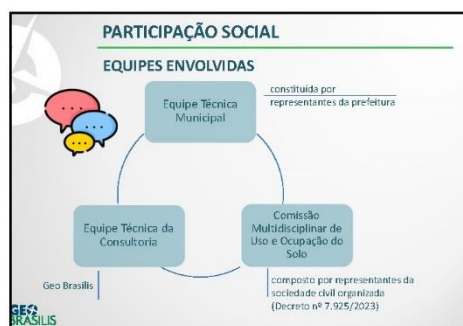 PARTICIPAÇÃO SOCIAL
EQUIPES ENVOLVIDAS
Equipe Técnica
Municipal
constituída por
representantes da prefeitura
Equipe Técnica da
Consultoria
Comissão
Multidisciplinar de
Uso e Ocupação do
Solo
Geo Brasilis
composto por representantes da
sociedade civil organizada
(Decreto nº 7.925/2023)
GEO
BRASILIS